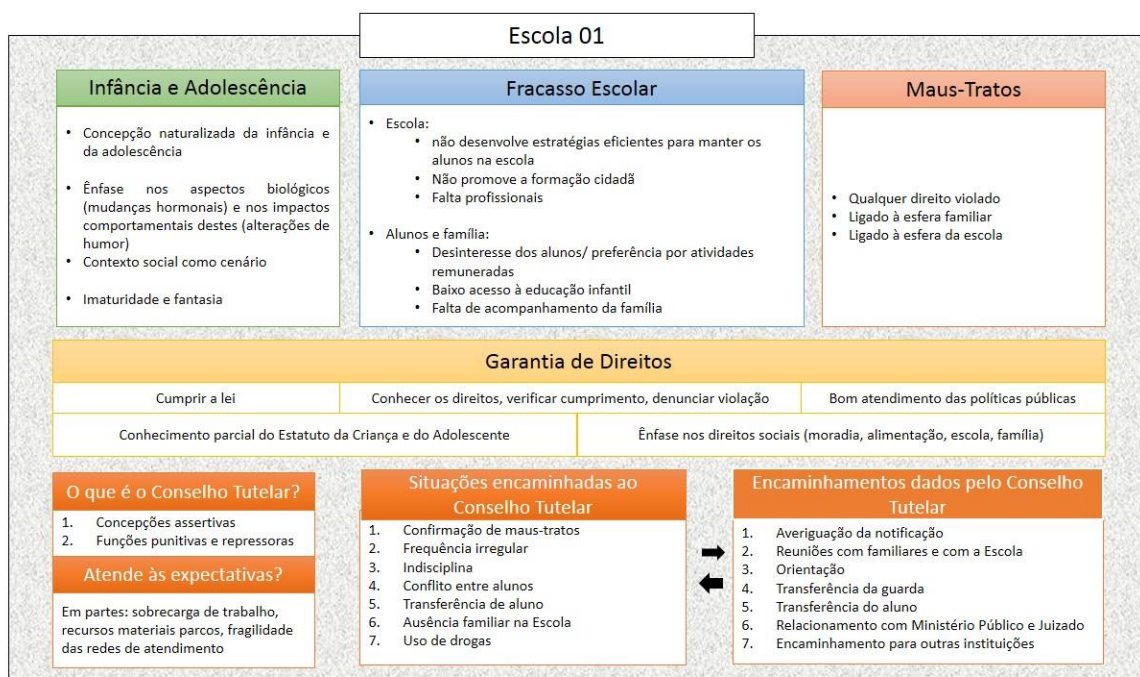 Escola 01
Infância e Adolescência
• Concepção naturalizada da infância e
da adolescência
• Ênfase nos aspectos biológicos
(mudanças hormonais) e nos impactos
comportamentais destes (alterações de
humor)
• Contexto social como cenário
• Imaturidade e fantasia
Fracasso Escolar
• Escola:
• não desenvolve estratégias eficientes para manter os
alunos na escola
• Não promove a formação cidadã
• Falta profissionais
• Alunos e família:
• Desinteresse dos alunos/ preferência por atividades
remuneradas
• Baixo acesso à educação infantil
• Falta de acompanhamento da família
Maus-Tratos
• Qualquer direito violado
• Ligado à esfera familiar
• Ligado à esfera da escola
Garantia de Direitos
Cumprir a lei
Conhecer os direitos, verificar cumprimento, denunciar violação
Bom atendimento das políticas públicas
Conhecimento parcial do Estatuto da Criança e do Adolescente
Ênfase nos direitos sociais (moradia, alimentação, escola, família)
O que é o Conselho Tutelar?
1. Concepções assertivas
2. Funções punitivas e repressoras
Atende às expectativas?
Em partes: sobrecarga de trabalho,
recursos materiais parcos, fragilidade
das redes de atendimento
Situações encaminhadas ao
Conselho Tutelar
1. Confirmação de maus-tratos
2. Frequência irregular
3. Indisciplina
4. Conflito entre alunos
5. Transferência de aluno
6. Ausência familiar na Escola
7. Uso de drogas
Encaminhamentos dados pelo Conselho
Tutelar
1. Averiguação da notificação
2. Reuniões com familiares e com a Escola
3. Orientação
4. Transferência da guarda
5. Transferência do aluno
6. Relacionamento com Ministério Público e Juizado
7. Encaminhamento para outras instituições